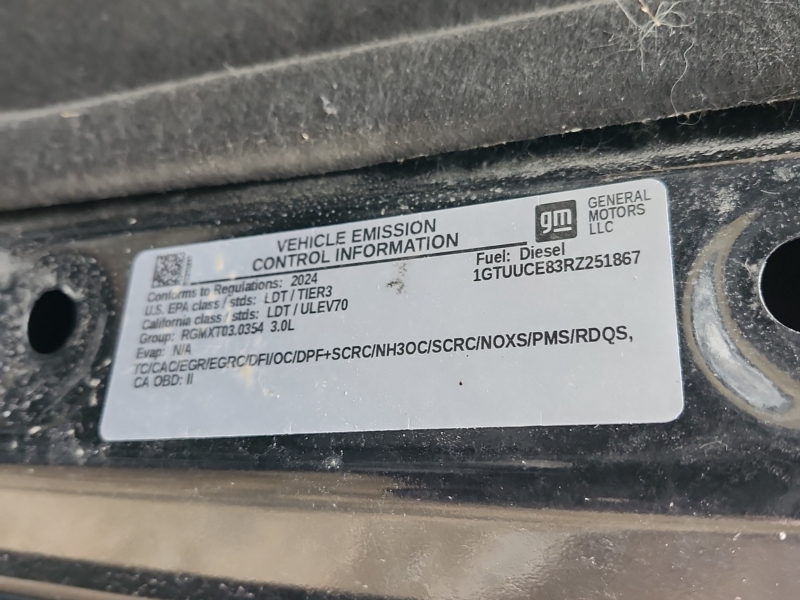 VEHICLE EMISSION
CONTROL INFORMATION
gm
GENERAL
MOTORS
LLC
Conforms to Regulations: 2024
U.S. EPA class / stds: LDT / TIER3
California class / stds: LDT / ULEV70
Group: RGMXT03.0354 3.0L
Evap: N/A
Fuel: Diesel
1GTUUCE83RZ251867
TC/CAC/EGR/EGRC/DFI/OC/DPF+SCRC/NH3OC/SCRC/NOXS/PMS/RDQS,
CA OBD: II